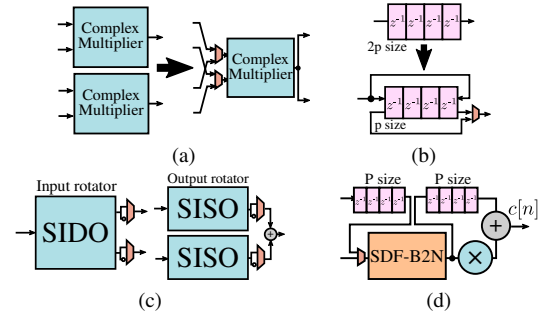 Complex
Multiplier
Complex
Multiplier
Complex
Multiplier
(a)
z⁻¹ z⁻¹ z⁻¹ z⁻¹
2p size
z⁻¹ z⁻¹ z⁻¹ z⁻¹
p size
(b)
Input rotator
SIDO
Output rotator
SISO
SISO
+
(c)
P size
z⁻¹ z⁻¹ z⁻¹ z⁻¹
P size
z⁻¹ z⁻¹ z⁻¹ z⁻¹
c[n]
+
SDF-B2N
×
(d)